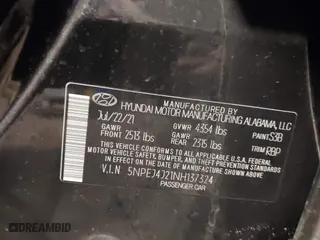 MANUFACTURED BY
HYUNDAI MOTOR MANUFACTURING ALABAMA, LLC
Jul/22/21 GVWR 4354 lbs PAINT S3B
GAWR FRONT 2513 lbs GAWR REAR 2315 lbs TRIM RBP
THIS VEHICLE CONFORMS TO ALL APPLICABLE FEDERAL MOTOR
VEHICLE SAFETY, BUMPER, AND THEFT PREVENTION STANDARDS
IN EFFECT ON THE DATE OF MANUFACTURE SHOWN ABOVE.
V.I.N 5NPEJ4J21NH137324
PASSENGER CAR